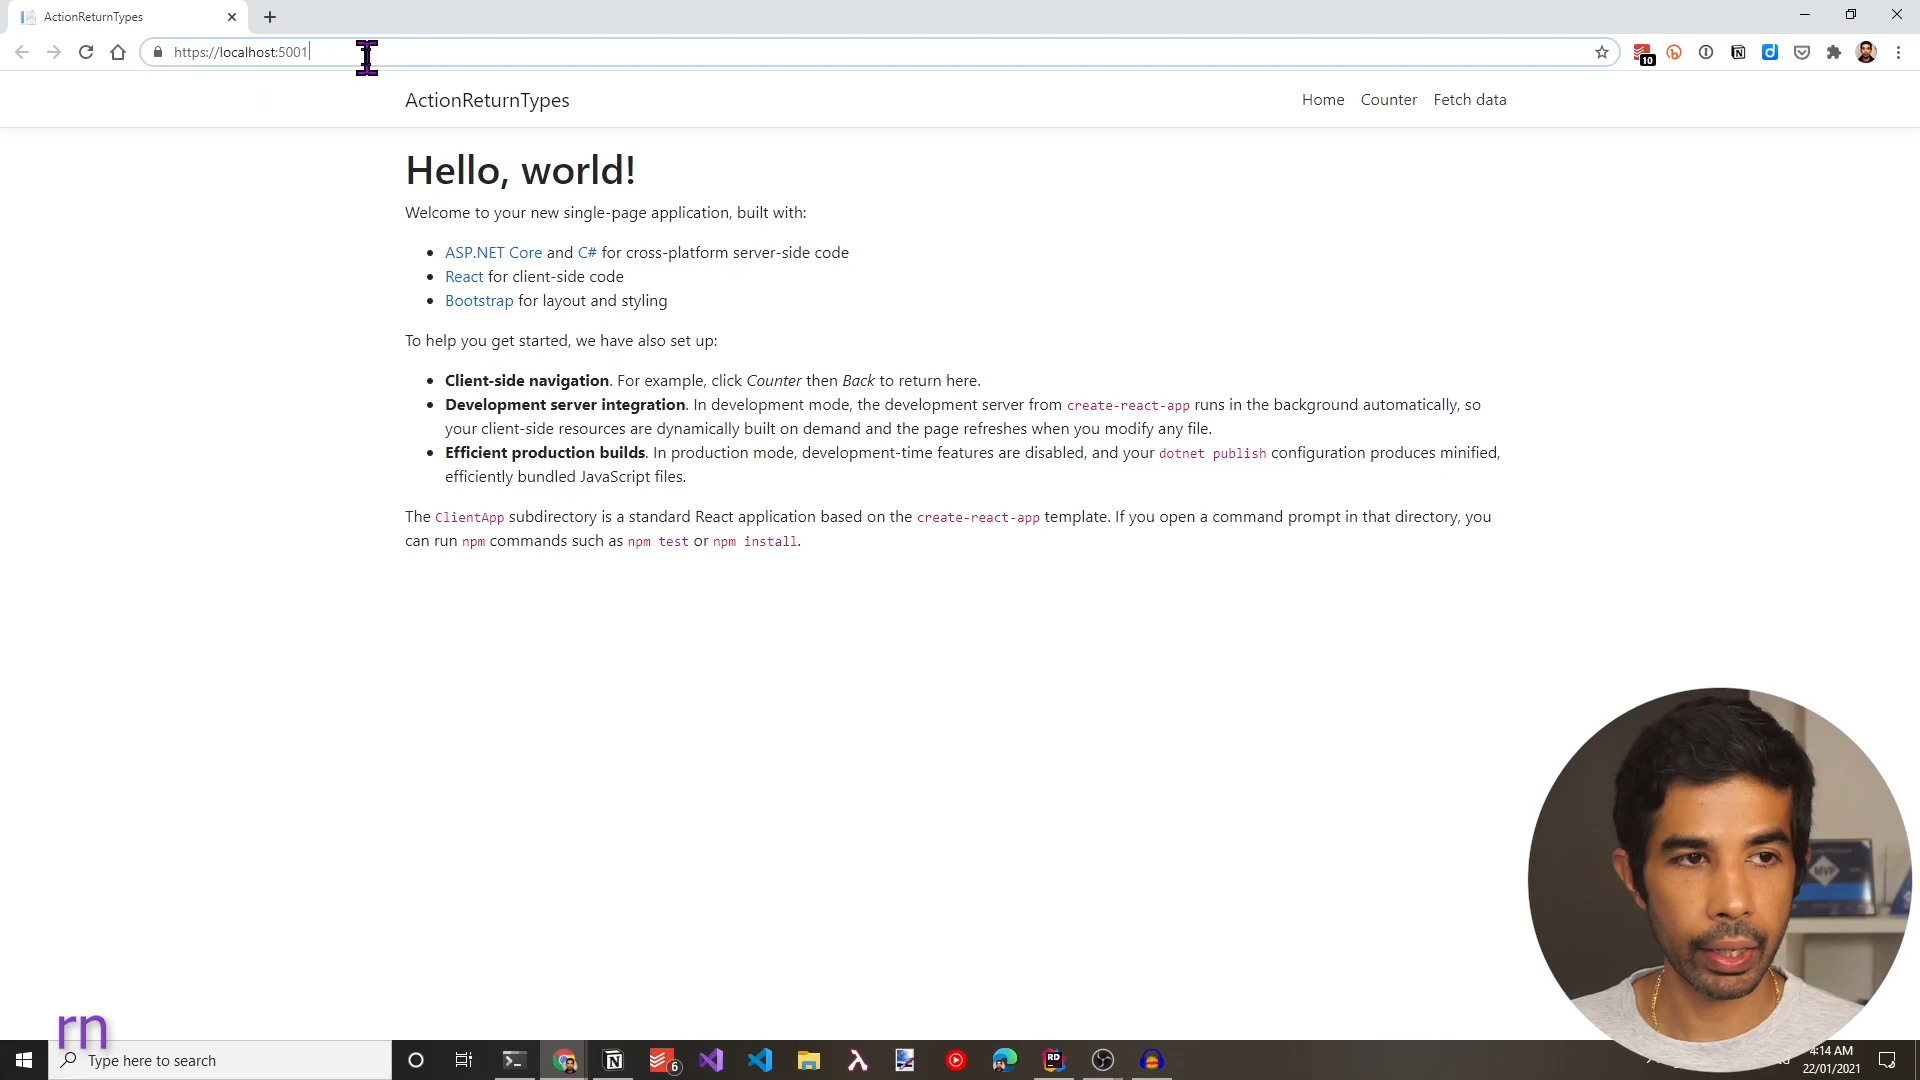 ActionReturnTypes
https://localhost:5001
10
ActionReturnTypes
Home Counter Fetch data
Hello, world!
Welcome to your new single-page application, built with:
ASP.NET Core and C# for cross-platform server-side code
React for client-side code
Bootstrap for layout and styling
To help you get started, we have also set up:
Client-side navigation. For example, click Counter then Back to return here.
Development server integration. In development mode, the development server from create-react-app runs in the background automatically, so
your client-side resources are dynamically built on demand and the page refreshes when you modify any file.
Efficient production builds. In production mode, development-time features are disabled, and your dotnet publish configuration produces minified,
efficiently bundled JavaScript files.
The ClientApp subdirectory is a standard React application based on the create-react-app template. If you open a command prompt in that directory, you
can run npm commands such as npm test or npm install.
MVP
rn
Type here to search
6
RD
4:14 AM
22/01/2021